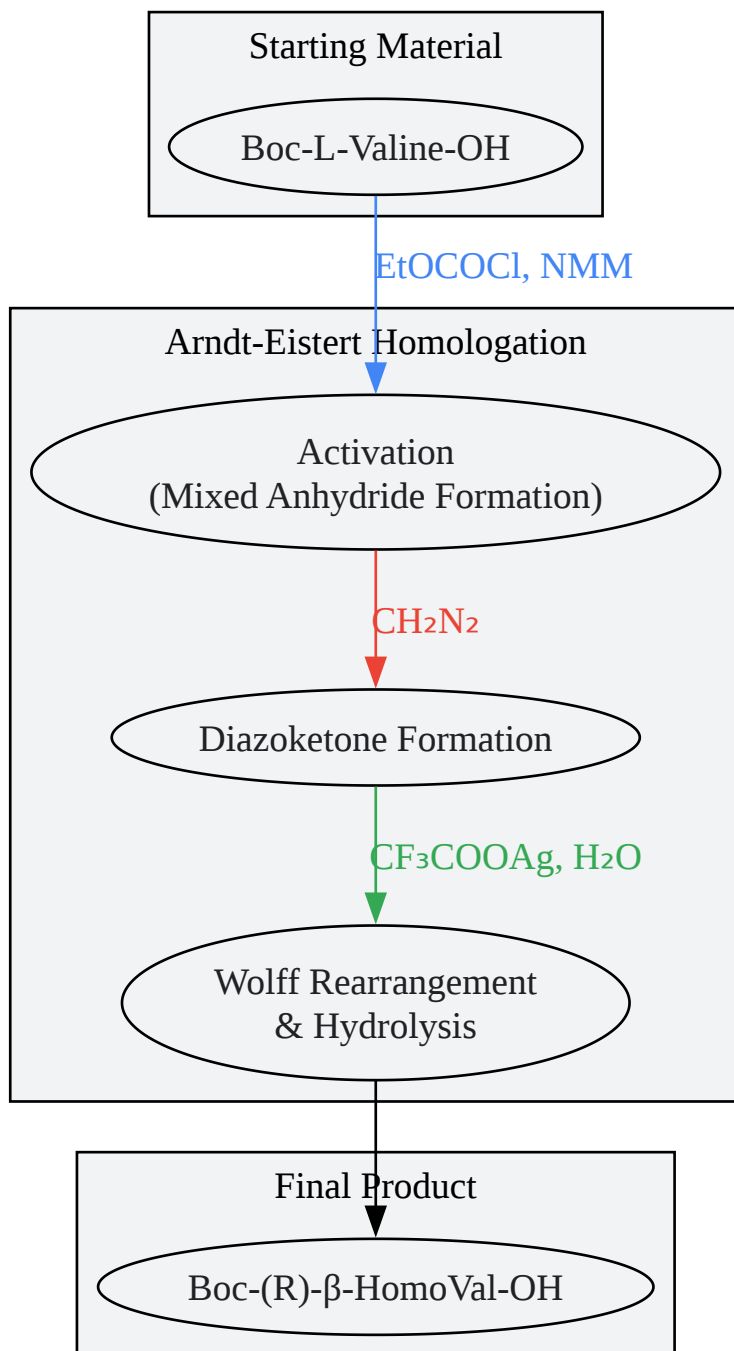 Starting Material
Boc-L-Valine-OH
EtOCOCl, NMM
Arndt-Eistert Homologation
Activation
(Mixed Anhydride Formation)
CH₂N₂
Diazoketone Formation
CF₃COOAg, H₂O
Wolff Rearrangement
& Hydrolysis
Final Product
Boc-(R)-β-HomoVal-OH